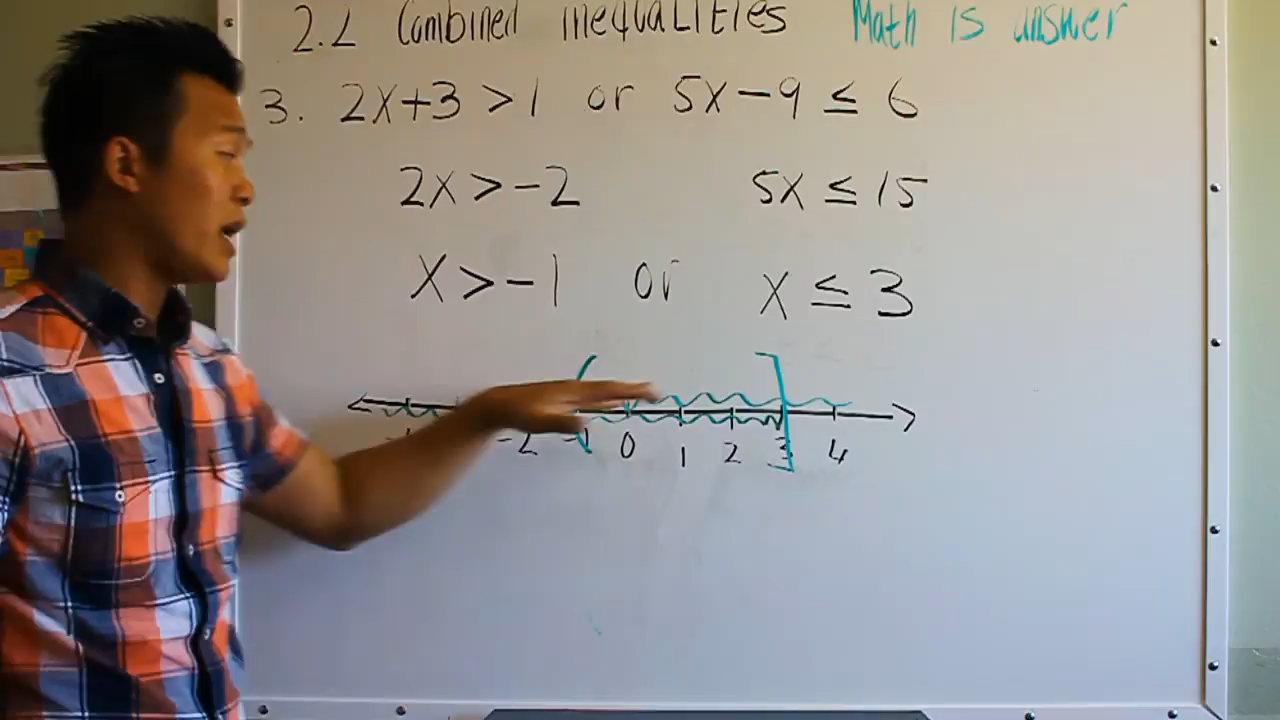 2.2 Combined inequalities Math is answer
3. 2x+3 >1 or 5x-9 ≤ 6
2x >-2 5x ≤ 15
x >-1 or x ≤ 3
-2 -1 0 1 2 3 4